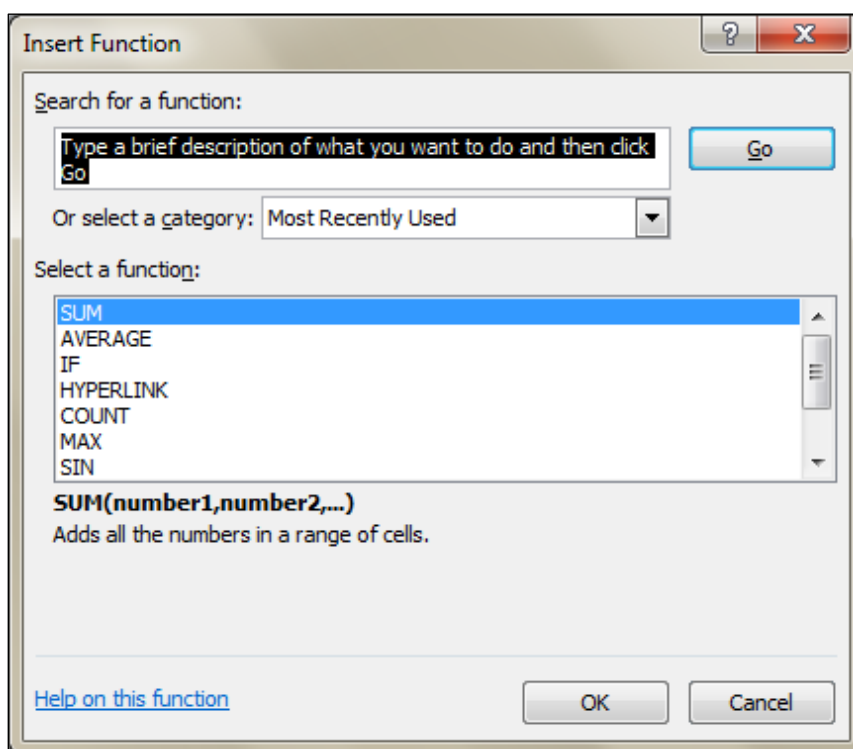 Insert Function
Search for a function:
Type a brief description of what you want to do and then click
Go
Go
Or select a category: Most Recently Used
Select a function:
SUM
AVERAGE
IF
HYPERLINK
COUNT
MAX
SIN
SUM(number1,number2,...)
Adds all the numbers in a range of cells.
Help on this function
OK
Cancel